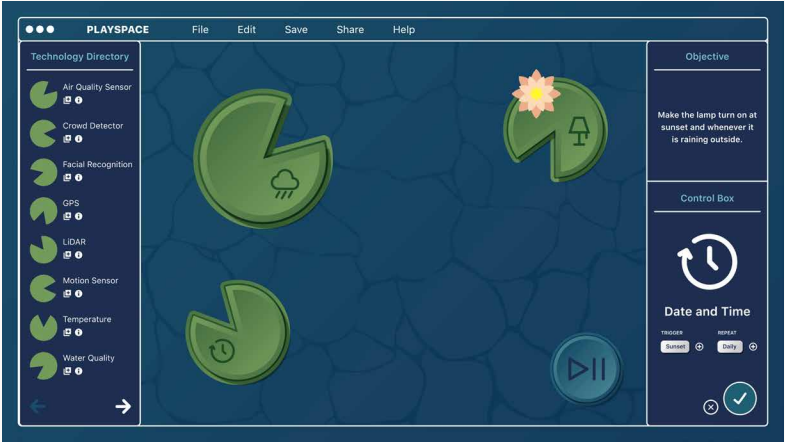 PLAYSPACE File Edit Save Share Help
Technology Directory
Air Quality Sensor
Crowd Detector
Facial Recognition
GPS
LiDAR
Motion Sensor
Temperature
Water Quality
Objective
Make the lamp turn on at
sunset and whenever it
is raining outside.
Control Box
Date and Time
TRIGGER REPEAT
Sunset Daily